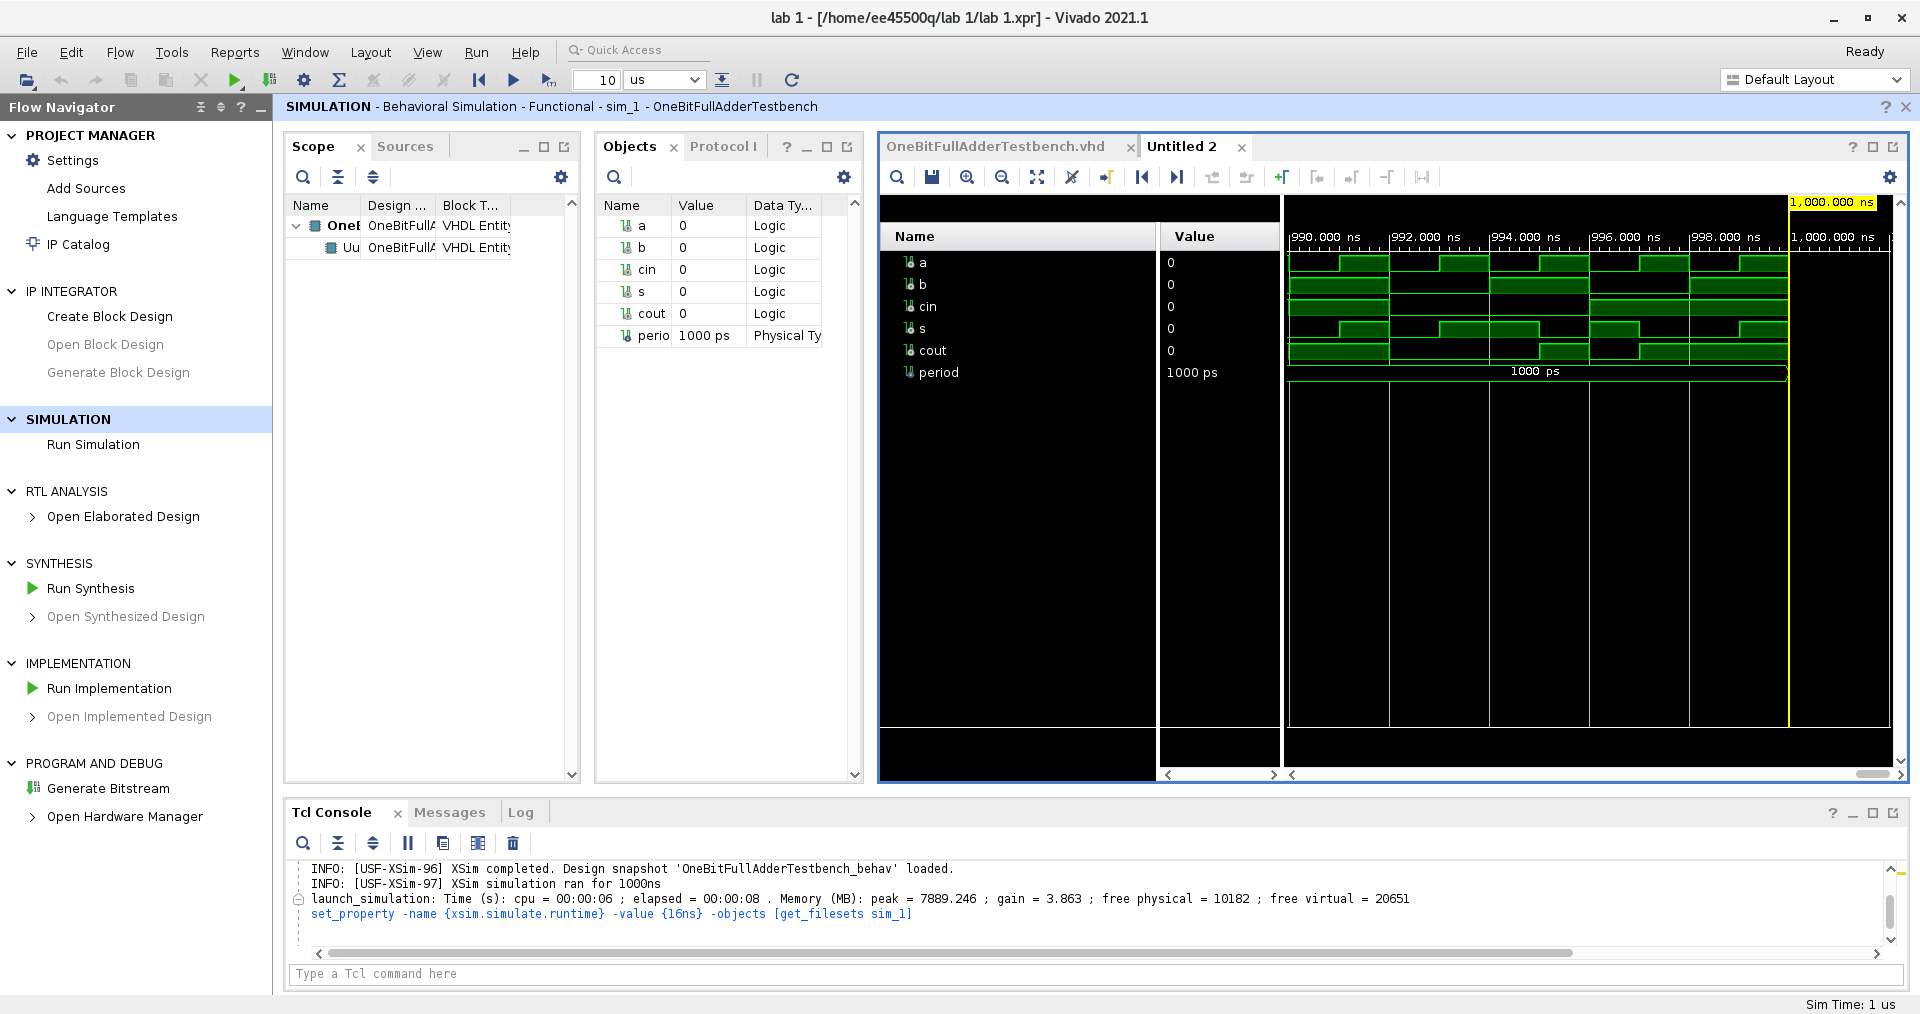 lab 1 - [/home/ee45500q/lab 1/lab 1.xpr] - Vivado 2021.1
File Edit Flow Tools Reports Window Layout View Run Help Quick Access
Ready
10 us
Default Layout
Flow Navigator
PROJECT MANAGER
Settings
Add Sources
Language Templates
IP Catalog
IP INTEGRATOR
Create Block Design
Open Block Design
Generate Block Design
SIMULATION
Run Simulation
RTL ANALYSIS
Open Elaborated Design
SYNTHESIS
Run Synthesis
Open Synthesized Design
IMPLEMENTATION
Run Implementation
Open Implemented Design
PROGRAM AND DEBUG
Generate Bitstream
Open Hardware Manager
SIMULATION - Behavioral Simulation - Functional - sim_1 - OneBitFullAdderTestbench
Scope Sources
Name Design ... Block T...
OneB OneBitFullA VHDL Entity
Uu OneBitFullA VHDL Entity
Objects Protocol I
Name Value Data Ty...
a 0 Logic
b 0 Logic
cin 0 Logic
s 0 Logic
cout 0 Logic
perio 1000 ps Physical Ty
OneBitFullAdderTestbench.vhd Untitled 2
1,000.000 ns
Name Value
990.000 ns 992.000 ns 994.000 ns 996.000 ns 998.000 ns 1,000.000 ns
a 0
b 0
cin 0
s 0
cout 0
period 1000 ps 1000 ps
Tcl Console Messages Log
INFO: [USF-XSim-96] XSim completed. Design snapshot 'OneBitFullAdderTestbench_behav' loaded.
INFO: [USF-XSim-97] XSim simulation ran for 1000ns
launch_simulation: Time (s): cpu = 00:00:06 ; elapsed = 00:00:08 . Memory (MB): peak = 7889.246 ; gain = 3.863 ; free physical = 10182 ; free virtual = 20651
set_property -name {xsim.simulate.runtime} -value {16ns} -objects [get_filesets sim_1]
Type a Tcl command here
Sim Time: 1 us